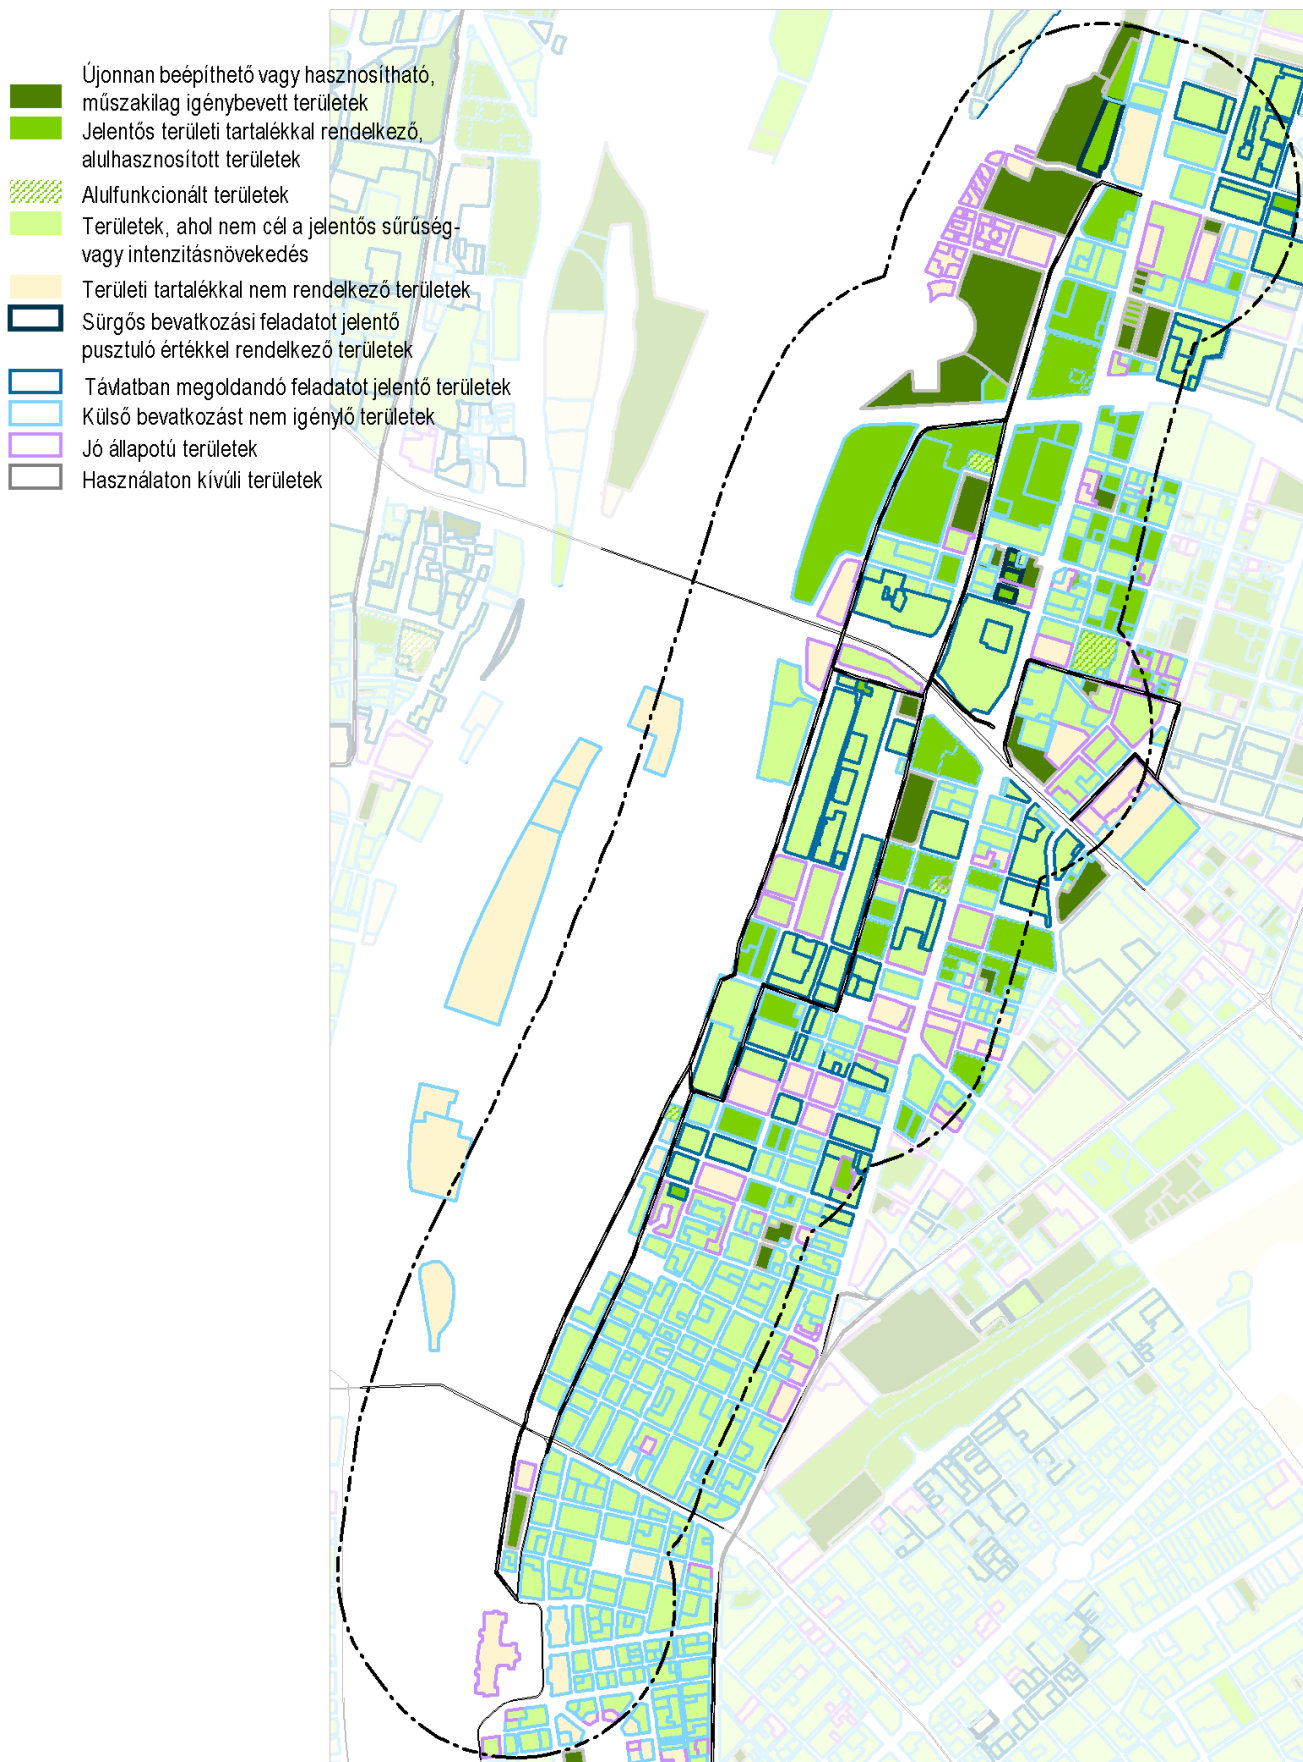 Újonnan beépíthető vagy hasznosítható,
műszakilag igénybevett területek
Jelentős területi tartalékkal rendelkező,
alulhasznosított területek
Alulfunkcionált területek
Területek, ahol nem cél a jelentős sűrűség-
vagy intenzitásnövekedés
Területi tartalékkal nem rendelkező területek
Sürgős bevatkozási feladatot jelentő
pusztuló értékkel rendelkező területek
Távlatban megoldandó feladatot jelentő területek
Külső bevatkozást nem igénylő területek
Jó állapotú területek
Használaton kívüli területek